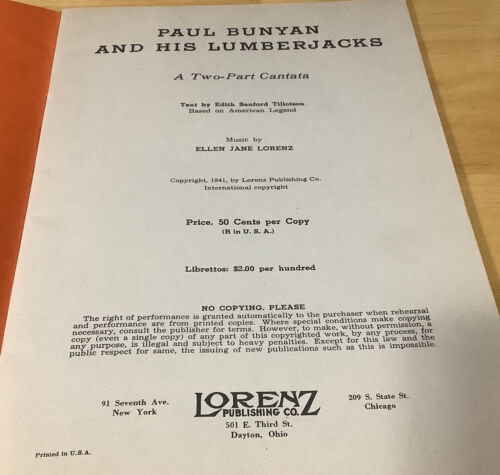 PAUL BUNYAN
AND HIS LUMBERJACKS
A Two-Part Cantata
Text by Edith Sanford Tillotson
Based on American Legend
Music by
ELLEN JANE LORENZ
Copyright, 1941, by Lorenz Publishing Co.
International copyright
Price, 50 Cents per Copy
(R in U. S. A.)
Librettos: $2.00 per hundred
NO COPYING, PLEASE
The right of performance is granted automatically to the purchaser when rehearsal
and performance are from printed copies. Where special conditions make copying
necessary, consult the publisher for terms. However, to make, without permission, a
copy (even a single copy) of any part of this copyrighted work, by any process, for
any purpose, is illegal and subject to heavy penalties. Except for this law and the
public respect for same, the issuing of new publications such as this is impossible.
91 Seventh Ave.
New York
LORENZ
PUBLISHING CO.
501 E. Third St.
Dayton, Ohio
209 S. State St.
Chicago
Printed in U.S.A.